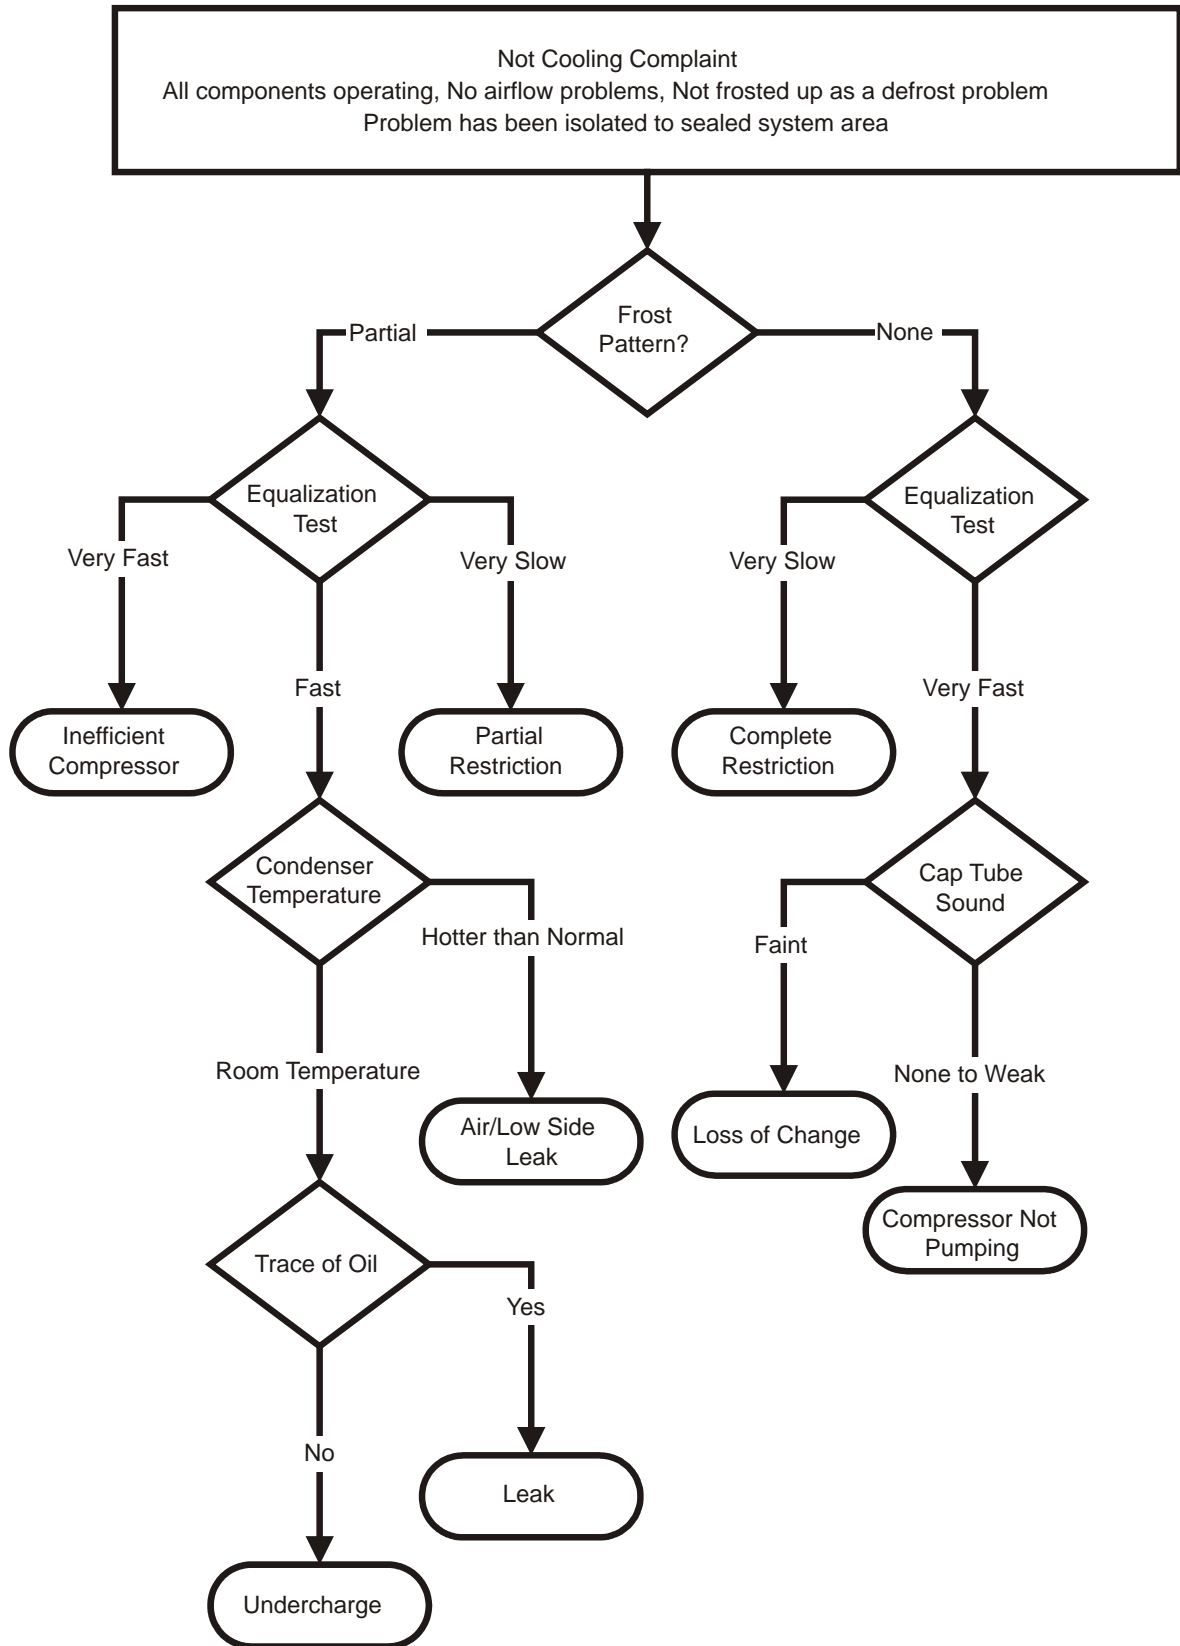 Not Cooling Complaint
All components operating, No airflow problems, Not frosted up as a defrost problem
Problem has been isolated to sealed system area
Frost
Pattern?
Partial
None
Equalization
Test
Equalization
Test
Very Fast
Very Slow
Very Slow
Fast
Very Fast
Inefficient
Compressor
Partial
Restriction
Complete
Restriction
Condenser
Temperature
Cap Tube
Sound
Hotter than Normal
Faint
Room Temperature
None to Weak
Air/Low Side
Leak
Loss of Change
Compressor Not
Pumping
Trace of Oil
Yes
No
Leak
Undercharge